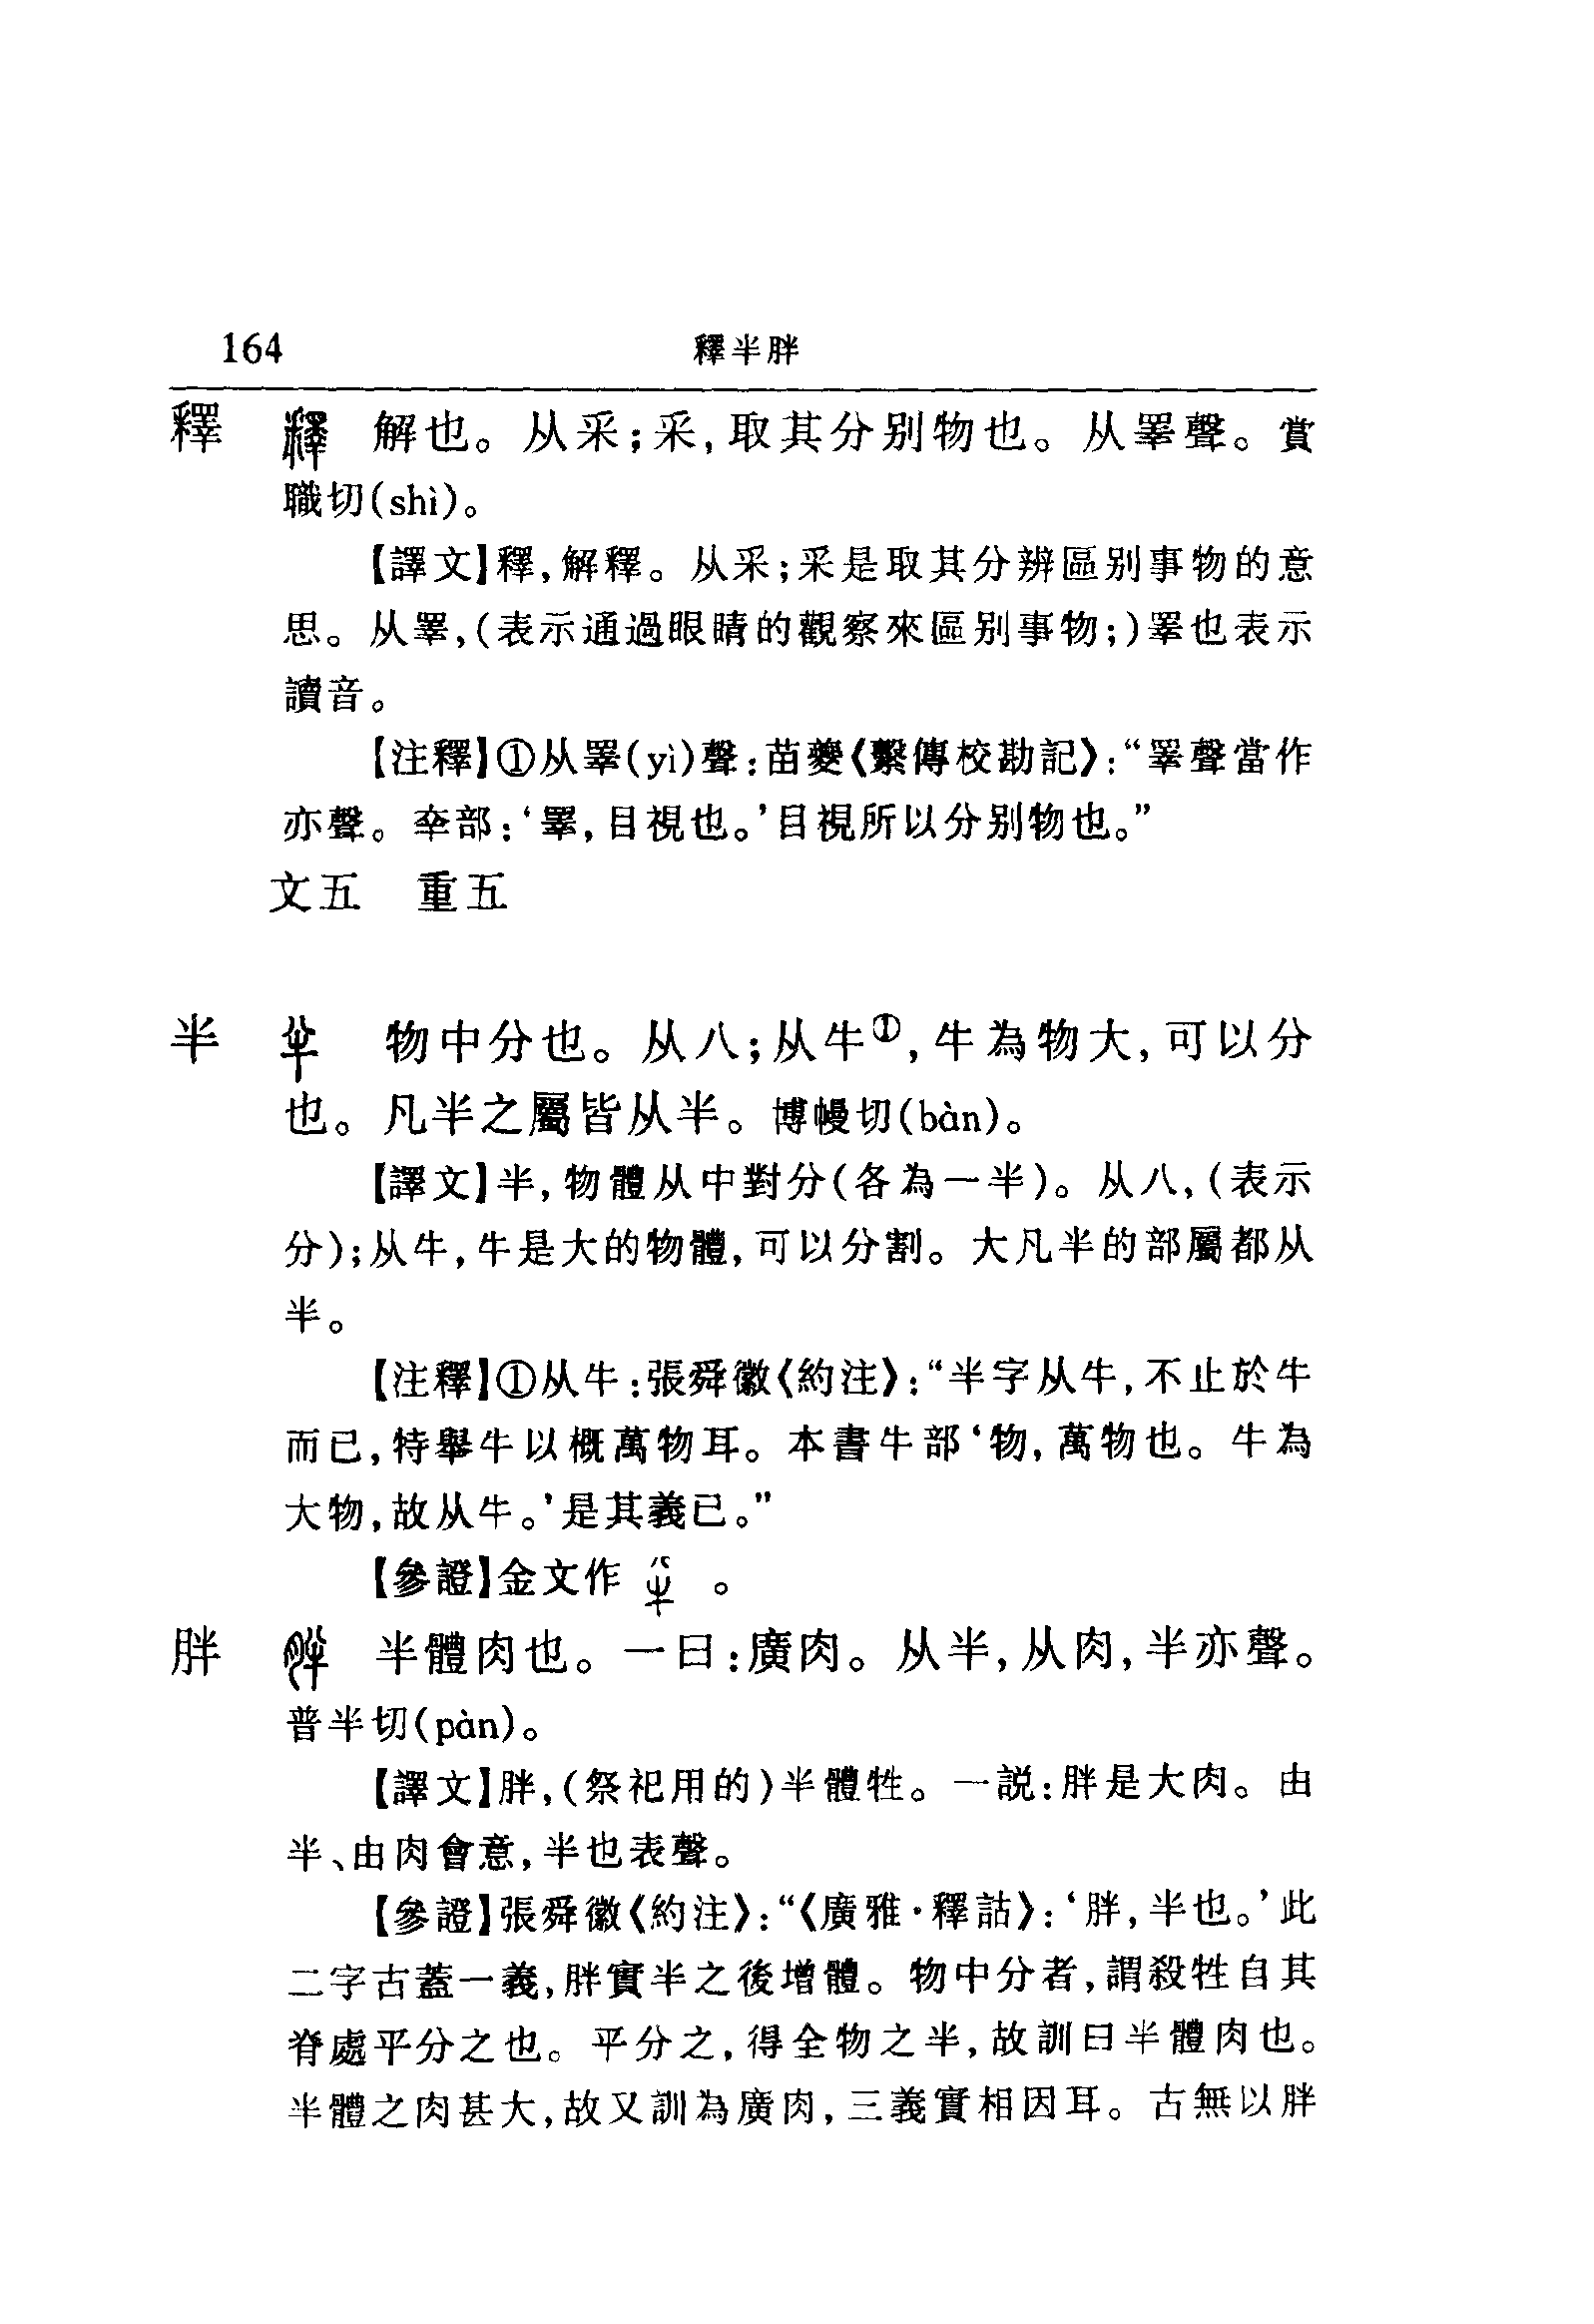 164 釋半胖
釋 解也。从釆;釆,取其分别物也。从睪聲。賞
職切(shì)。
【譯文】釋,解釋。从釆;釆是取其分辨區别事物的意
思。从睪,(表示通過眼睛的觀察來區别事物;)睪也表示
讀音。
【注釋】①从睪(yì)聲:苗夔《繫傳校勘記》:“睪聲當作
亦聲。㚔部:‘睪,目視也。’目視所以分别物也。”
文五 重五
半 物中分也。从八;从牛①,牛為物大,可以分
也。凡半之屬皆从半。博幔切(bàn)。
【譯文】半,物體从中對分(各為一半)。从八,(表示
分);从牛,牛是大的物體,可以分割。大凡半的部屬都从
半。
【注釋】①从牛:張舜徽《約注》:“半字从牛,不止於牛
而已,特舉牛以概萬物耳。本書牛部‘物,萬物也。牛為
大物,故从牛。’是其義已。”
【參證】金文作 。
胖 半體肉也。一曰:廣肉。从半,从肉,半亦聲。
普半切(pàn)。
【譯文】胖,(祭祀用的)半體牲。一説:胖是大肉。由
半、由肉會意,半也表聲。
【參證】張舜徽《約注》:“《廣雅·釋詁》:‘胖,半也。’此
二字古蓋一義,胖實半之後增體。物中分者,謂殺牲自其
脊處平分之也。平分之,得全物之半,故訓曰半體肉也。
半體之肉甚大,故又訓為廣肉,三義實相因耳。古無以胖